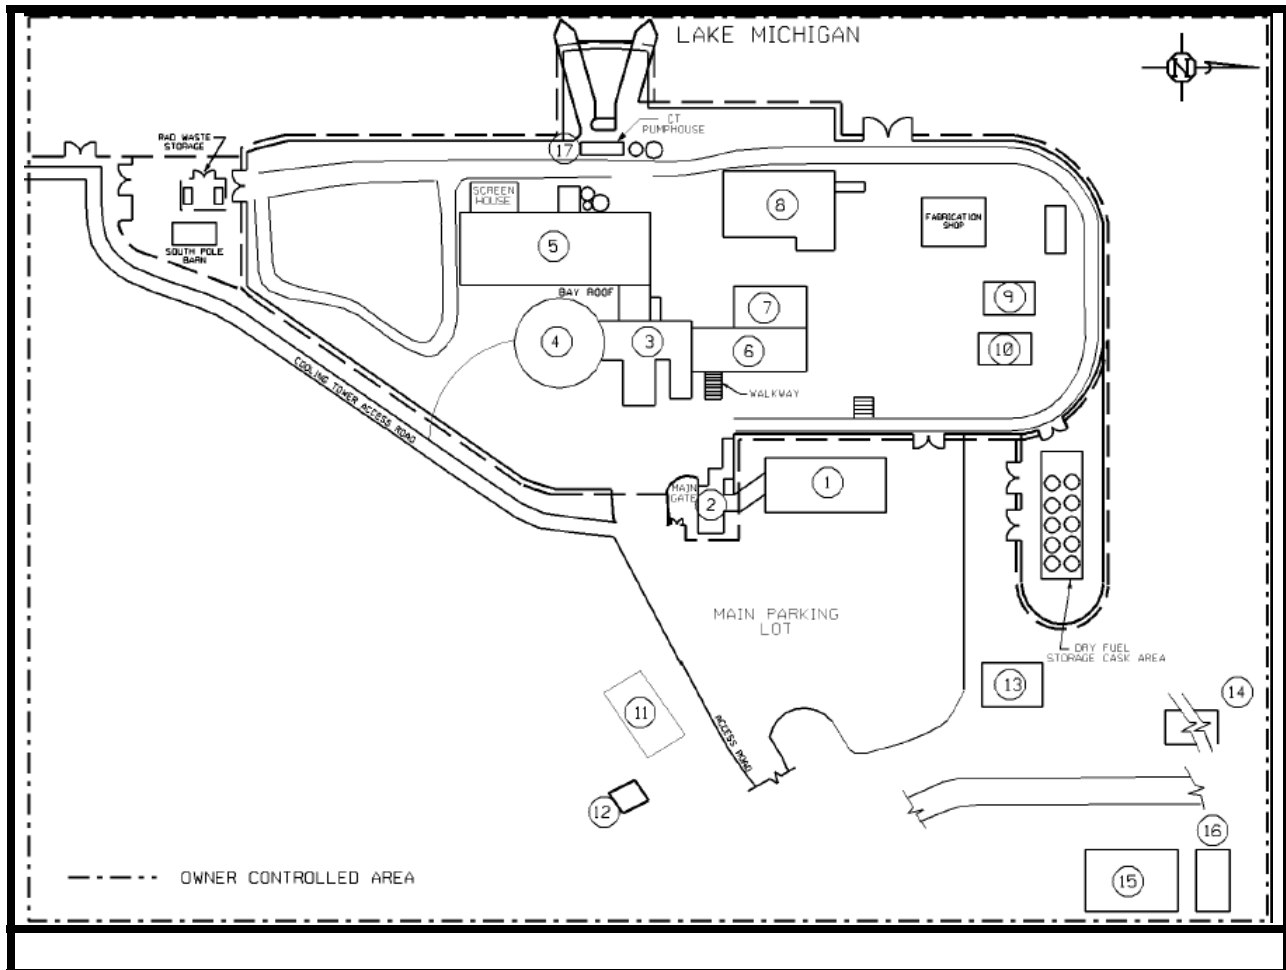 LAKE MICHIGAN
N
RAD WASTE
STORAGE
CT
PUMPHOUSE
17
SCREEN
HOUSE
8
FABRICATION
SHOP
5
SOUTH POLE
BARN
BAY ROOF
9
7
4
3
6
10
WALKWAY
COOLING TOWER ACCESS ROAD
MAIN
GATE
2
1
MAIN PARKING
LOT
DRY FUEL
STORAGE CASK AREA
13
14
11
ACCESS ROAD
12
16
15
OWNER CONTROLLED AREA